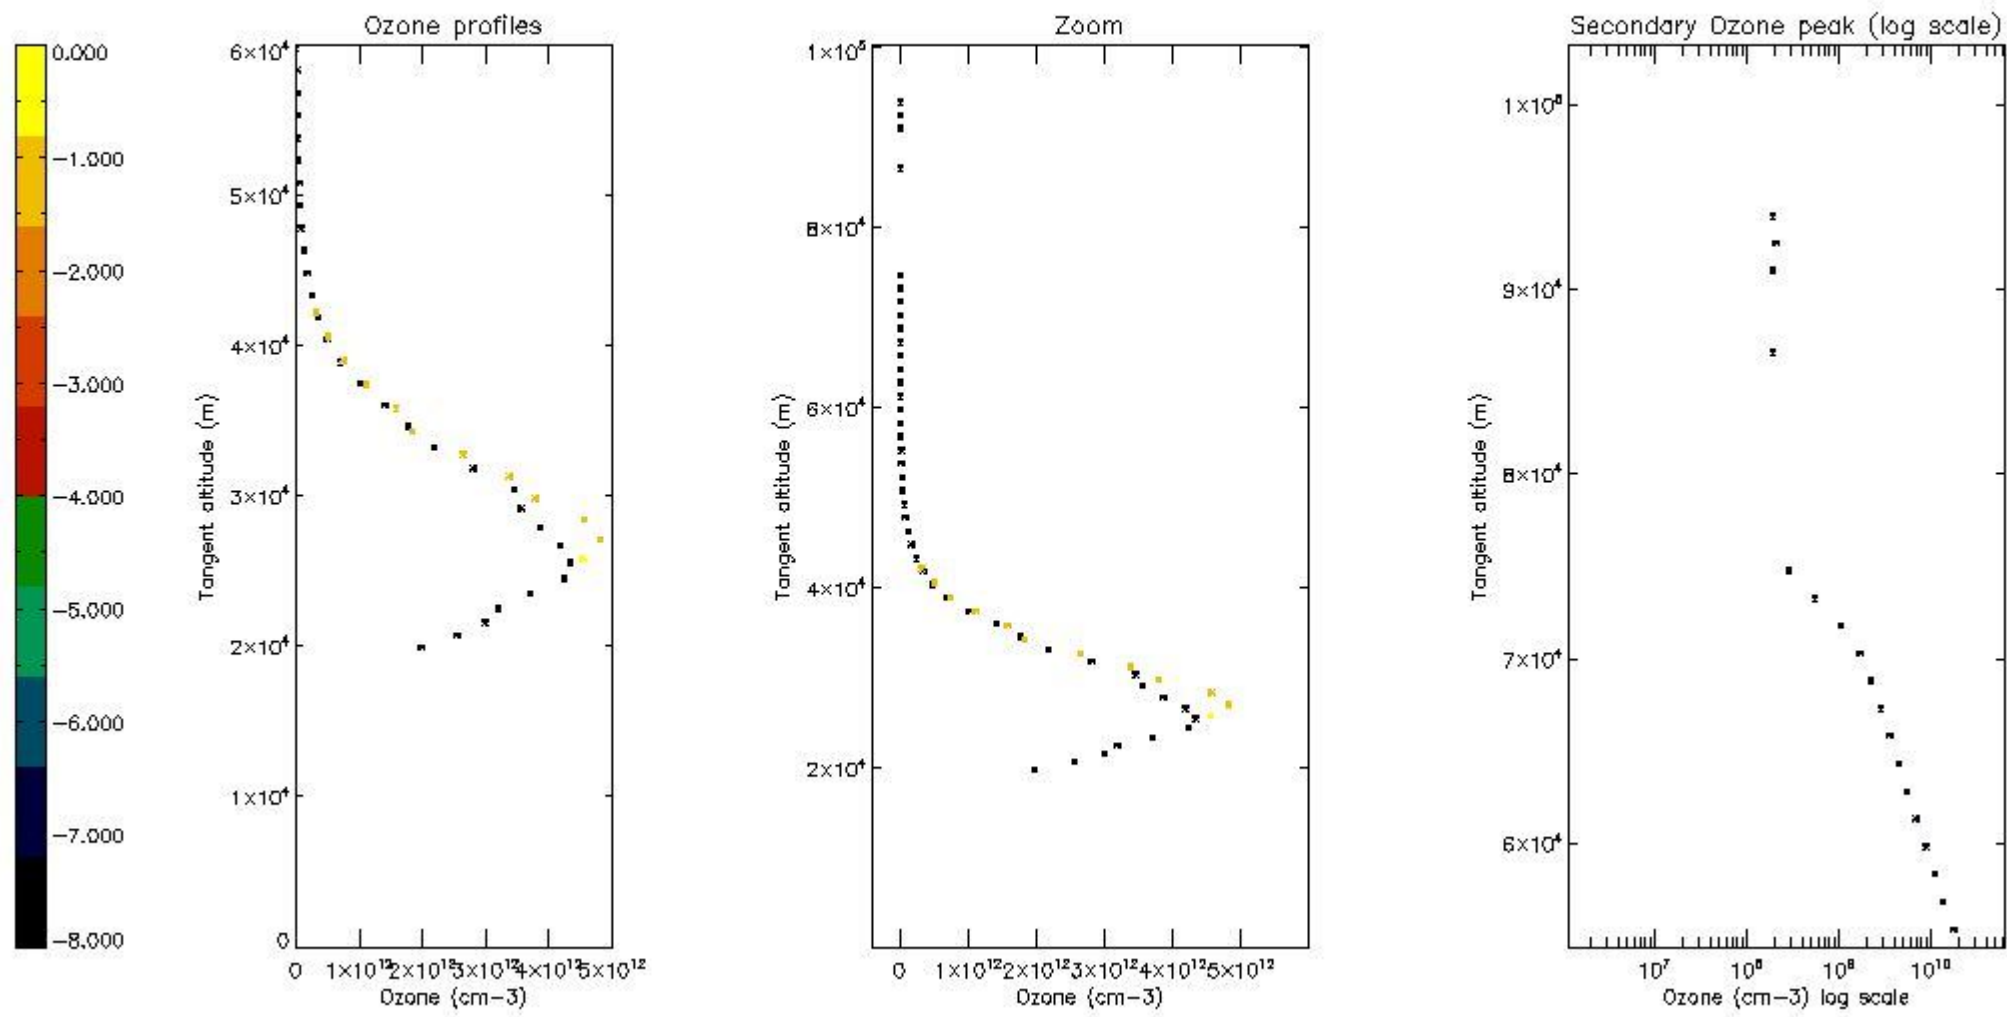 Ozone profiles
Zoom
Secondary Ozone peak (log scale)
0.000
−1.000
−2.000
−3.000
−4.000
−5.000
−6.000
−7.000
−8.000
6×10⁴
5×10⁴
4×10⁴
3×10⁴
2×10⁴
1×10⁴
0
Tangent altitude (m)
0 1×10¹² 2×10¹² 3×10¹² 4×10¹² 5×10¹²
Ozone (cm−3)
1×10⁵
8×10⁴
6×10⁴
4×10⁴
2×10⁴
Tangent altitude (m)
0 1×10¹² 2×10¹² 3×10¹² 4×10¹² 5×10¹²
Ozone (cm−3)
1×10⁵
9×10⁴
8×10⁴
7×10⁴
6×10⁴
Tangent altitude (m)
10⁷ 10⁸ 10⁹ 10¹⁰
Ozone (cm−3) log scale